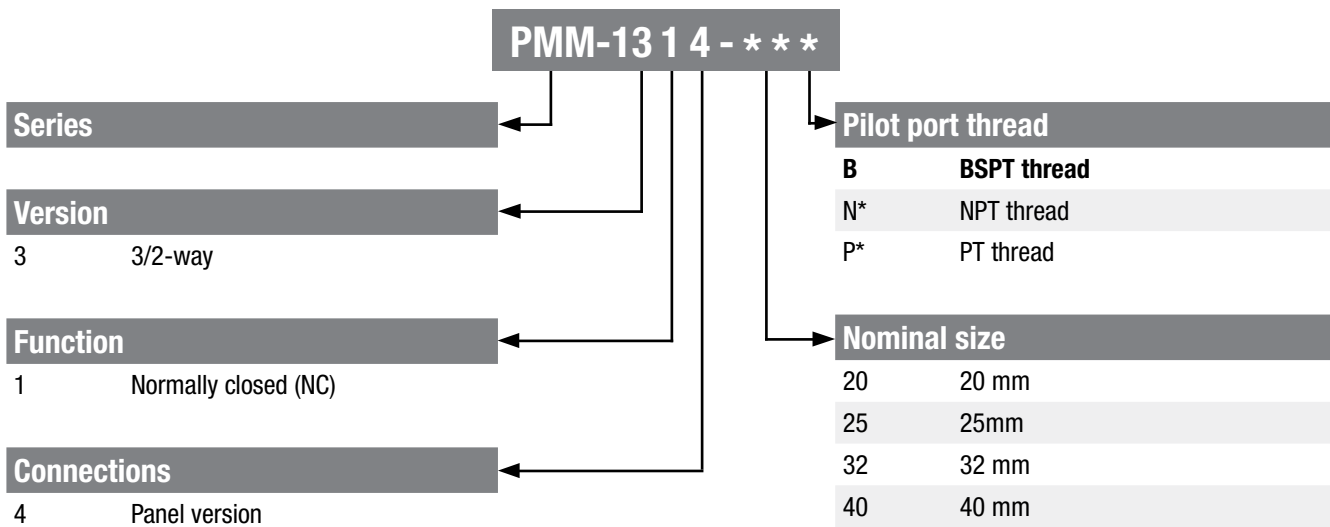 PMM-13 1 4 - * * *
Series
Version
3 3/2-way
Function
1 Normally closed (NC)
Connections
4 Panel version
Pilot port thread
B BSPT thread
N* NPT thread
P* PT thread
Nominal size
20 20 mm
25 25mm
32 32 mm
40 40 mm